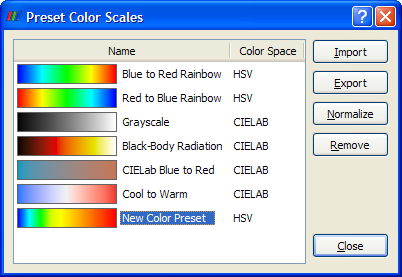 Preset Color Scales
Name Color Space
Blue to Red Rainbow HSV
Red to Blue Rainbow HSV
Grayscale CIELAB
Black-Body Radiation CIELAB
CIELab Blue to Red CIELAB
Cool to Warm CIELAB
New Color Preset HSV
Import
Export
Normalize
Remove
Close